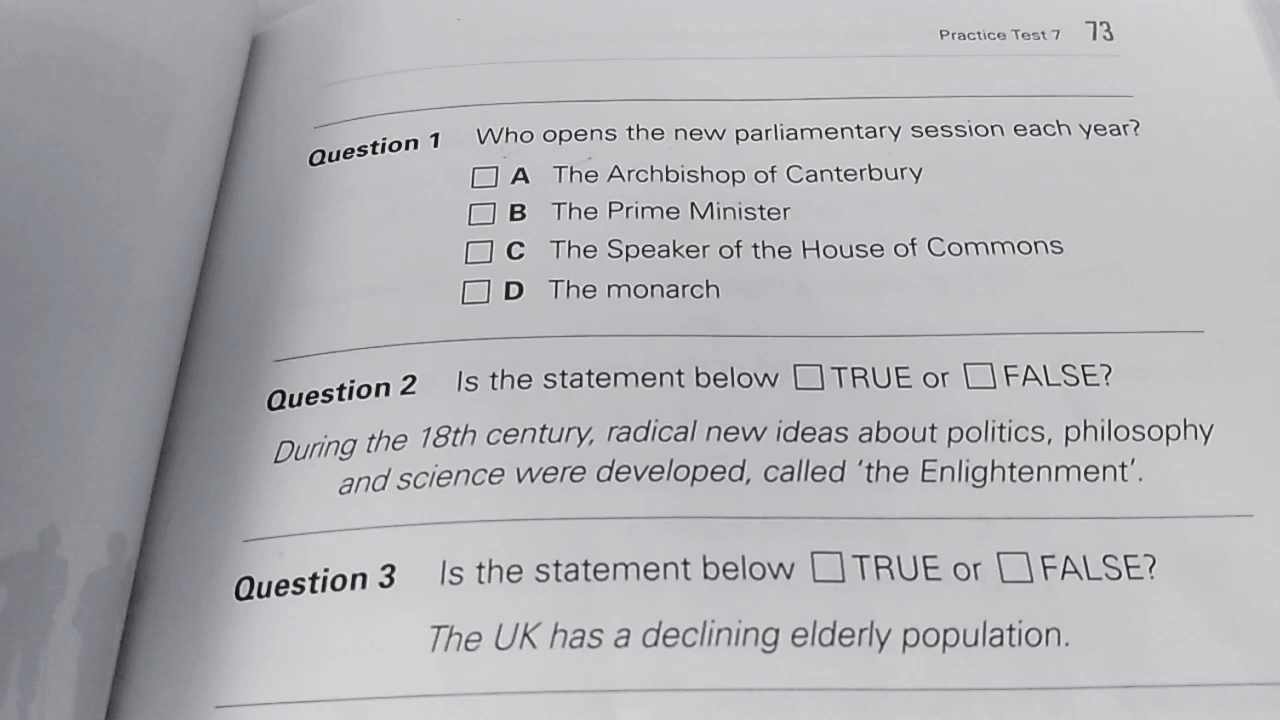 Practice Test 7 73
Question 1 Who opens the new parliamentary session each year?
A The Archbishop of Canterbury
B The Prime Minister
C The Speaker of the House of Commons
D The monarch
Question 2 Is the statement below TRUE or FALSE?
During the 18th century, radical new ideas about politics, philosophy
and science were developed, called ‘the Enlightenment’.
Question 3 Is the statement below TRUE or FALSE?
The UK has a declining elderly population.